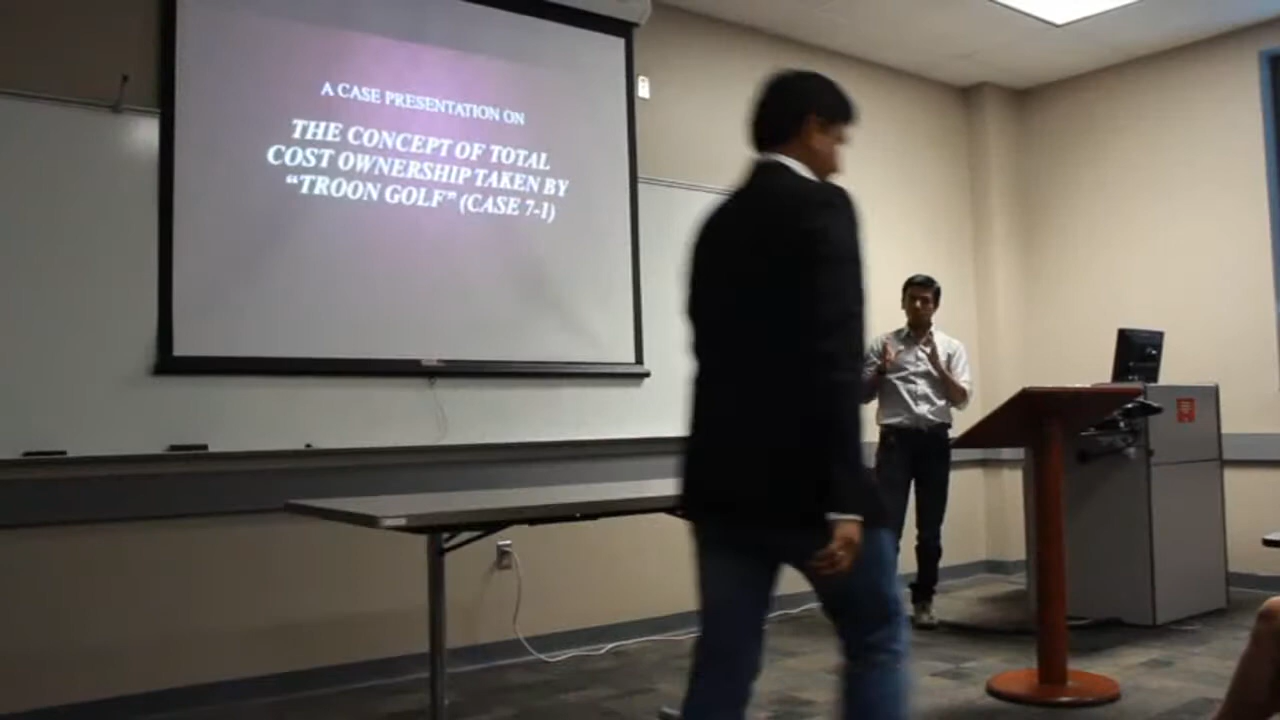 A CASE PRESENTATION ON
THE CONCEPT OF TOTAL
COST OWNERSHIP TAKEN BY
“TROON GOLF” (CASE 7-1)